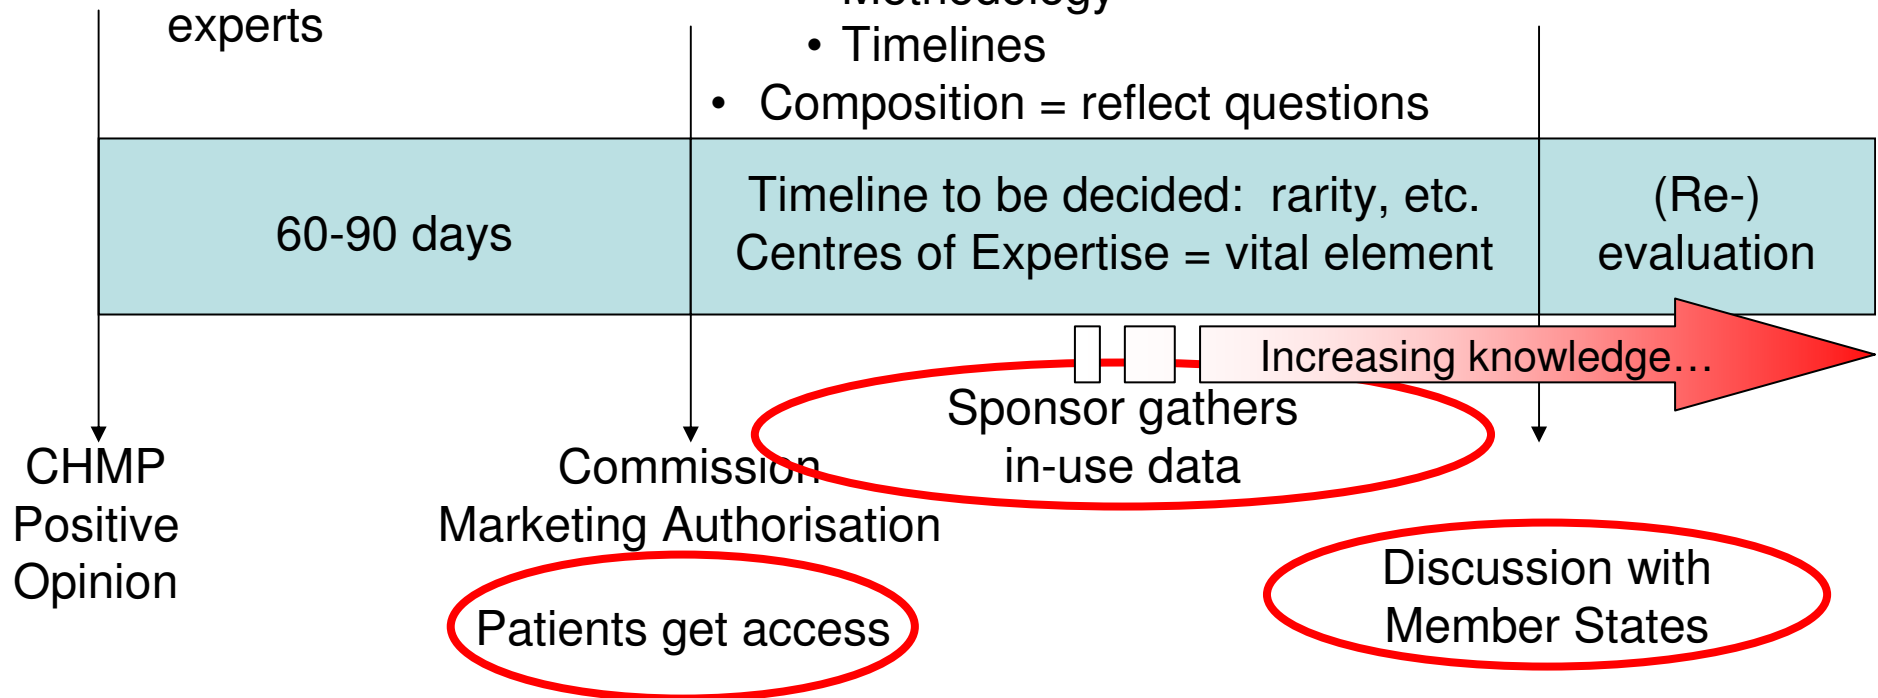 experts
Methodology
• Timelines
• Composition = reflect questions
60-90 days
Timeline to be decided: rarity, etc.
Centres of Expertise = vital element
(Re-)
evaluation
Increasing knowledge…
Sponsor gathers
in-use data
CHMP
Positive
Opinion
Commission
Marketing Authorisation
Patients get access
Discussion with
Member States